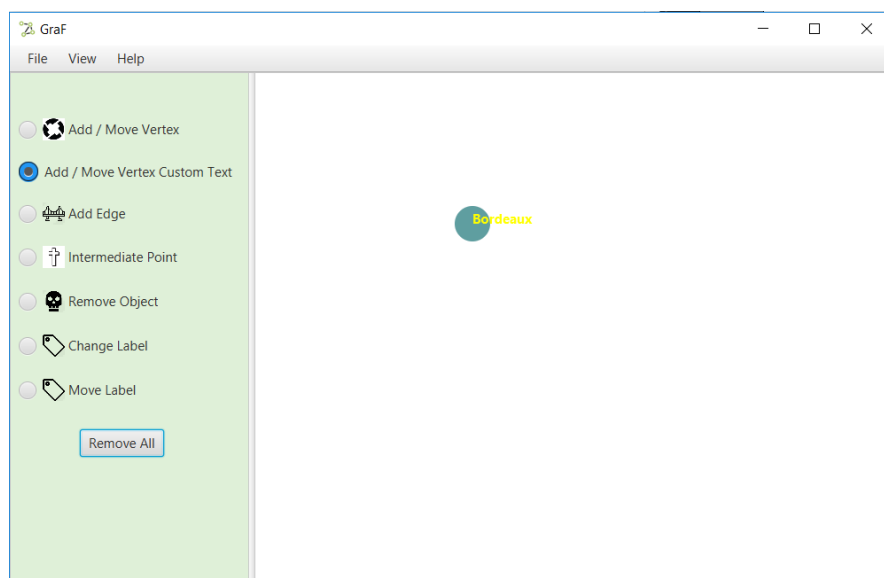 GraF
File View Help
Add / Move Vertex
Add / Move Vertex Custom Text
Add Edge
Intermediate Point
Remove Object
Change Label
Move Label
Remove All
Bordeaux